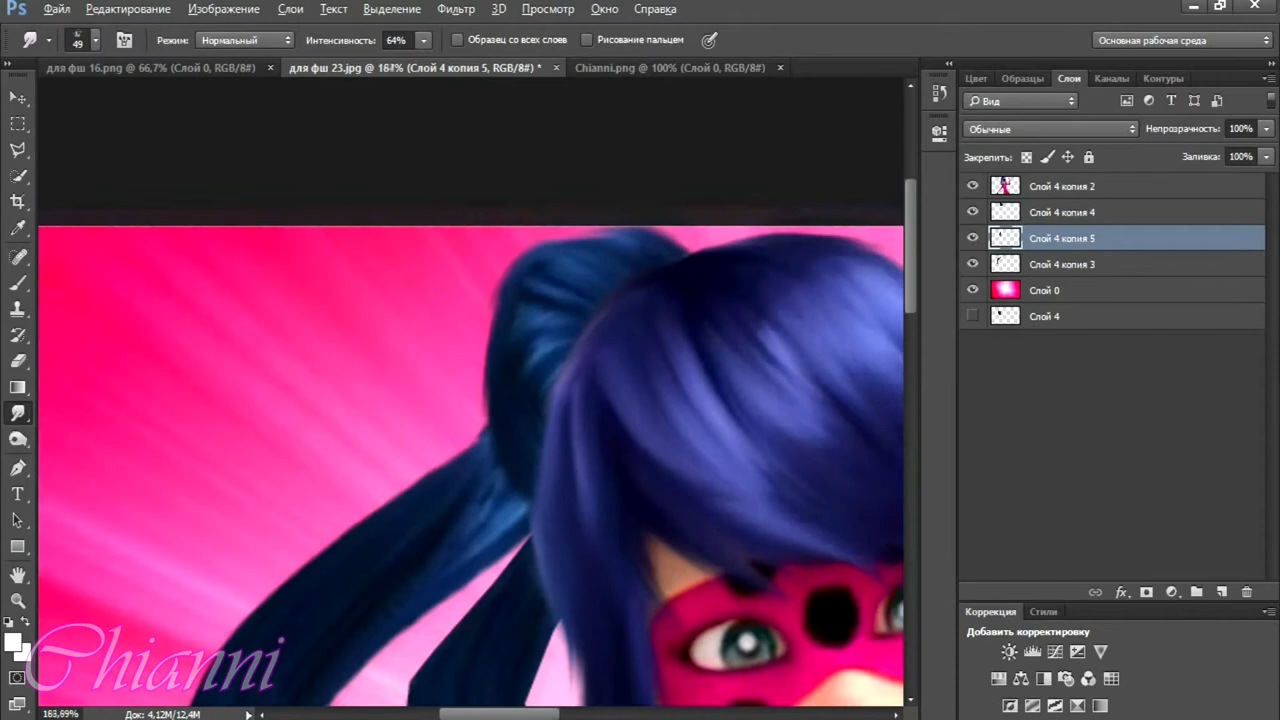 Ps Файл Редактирование Изображение Слои Текст Выделение Фильтр 3D Просмотр Окно Справка
49 Режим: Нормальный Интенсивность: 64% Образец со всех слоев Рисование пальцем Основная рабочая среда
для фш 16.png @ 66,7% (Слой 0, RGB/8#) × для фш 23.jpg @ 164% (Слой 4 копия 5, RGB/8#) * × Chianni.png @ 100% (Слой 0, RGB/8#) ×
Цвет Образцы Слои Каналы Контуры
Вид
Обычные Непрозрачность: 100%
Закрепить: Заливка: 100%
Слой 4 копия 2
Слой 4 копия 4
Слой 4 копия 5
Слой 4 копия 3
Слой 0
Слой 4
fx
Коррекция Стили
Добавить корректировку
Chianni
163,69% Док: 4,12M/12,4M